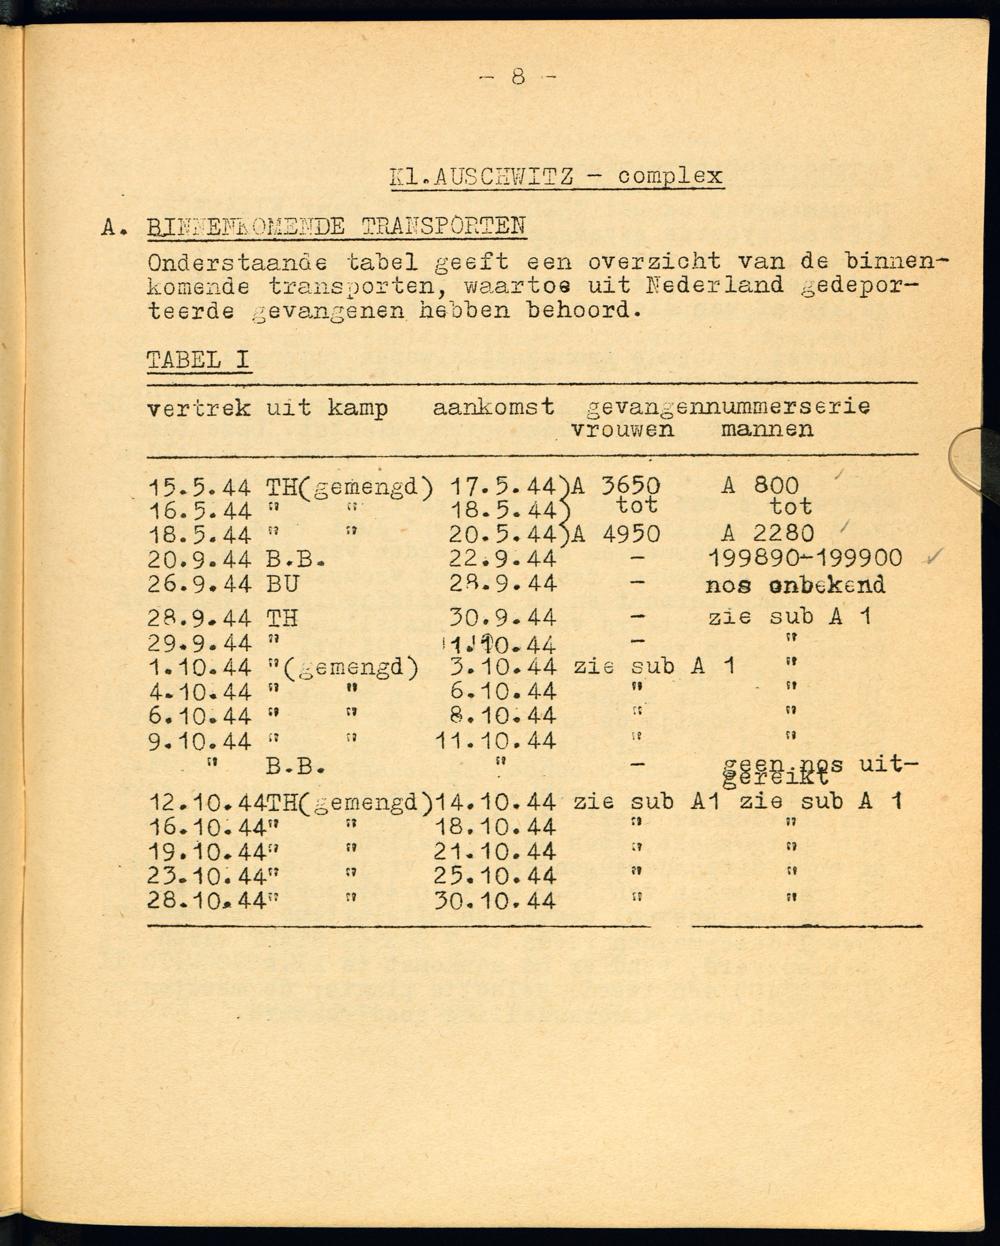 - 8 -
Kl.AUSCHWITZ - complex
A. BINNENKOMENDE TRANSPORTEN
Onderstaande tabel geeft een overzicht van de binnen-
komende transporten, waartoe uit Nederland gedepor-
teerde gevangenen hebben behoord.
TABEL I
vertrek uit kamp aankomst gevangennummerserie
vrouwen mannen
15.5.44 TH(gemengd) 17.5.44)A 3650 A 800
16.5.44 " " 18.5.44) tot tot
18.5.44 " " 20.5.44)A 4950 A 2280
20.9.44 B.B. 22.9.44 - 199890-199900
26.9.44 BU 28.9.44 - nos onbekend
28.9.44 TH 30.9.44 - zie sub A 1
29.9.44 " 1.10.44 - "
1.10.44 "(gemengd) 3.10.44 zie sub A 1 "
4.10.44 " " 6.10.44 " "
6.10.44 " " 8.10.44 " "
9.10.44 " " 11.10.44 " "
" B.B. " - geen nos uit-
gereikt
12.10.44TH(gemengd)14.10.44 zie sub A1 zie sub A 1
16.10.44" " 18.10.44 " "
19.10.44" " 21.10.44 " "
23.10.44" " 25.10.44 " "
28.10.44" " 30.10.44 " "